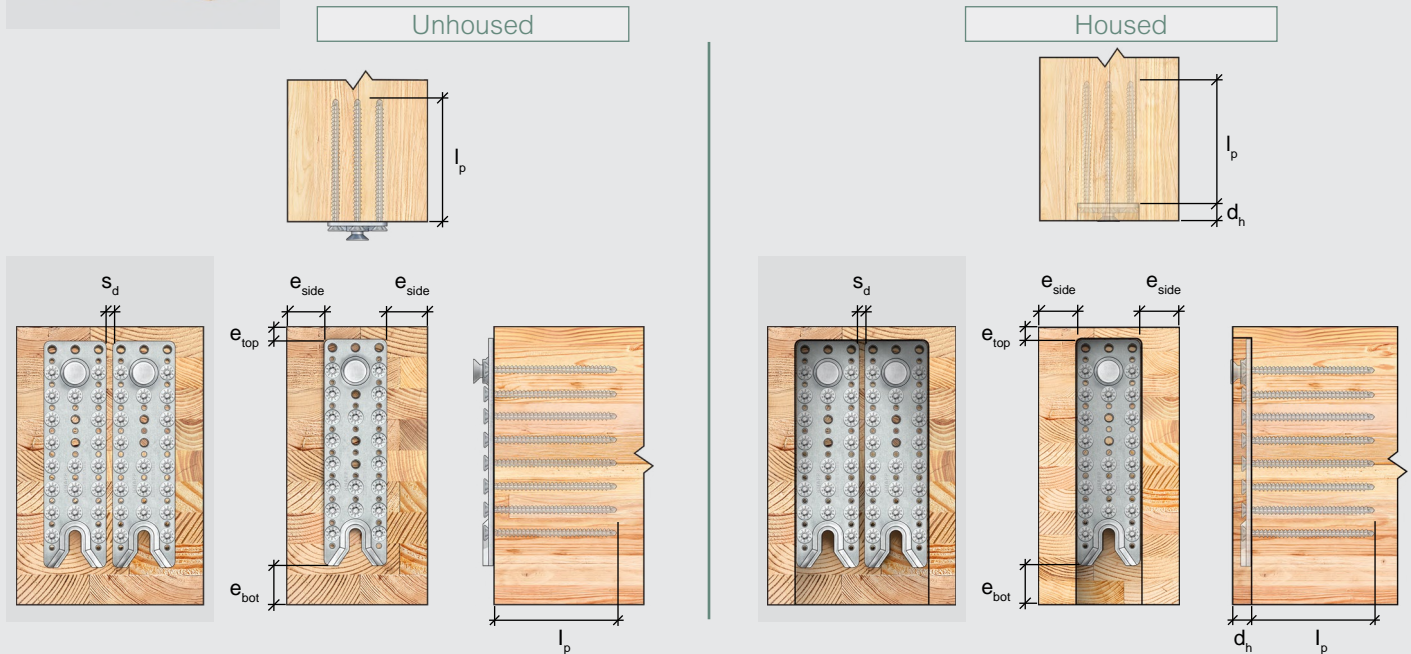 Unhoused
Housed
l_p
l_p
d_h
s_d
e_side
e_side
s_d
e_side
e_side
e_top
e_top
e_bot
e_bot
l_p
d_h
l_p